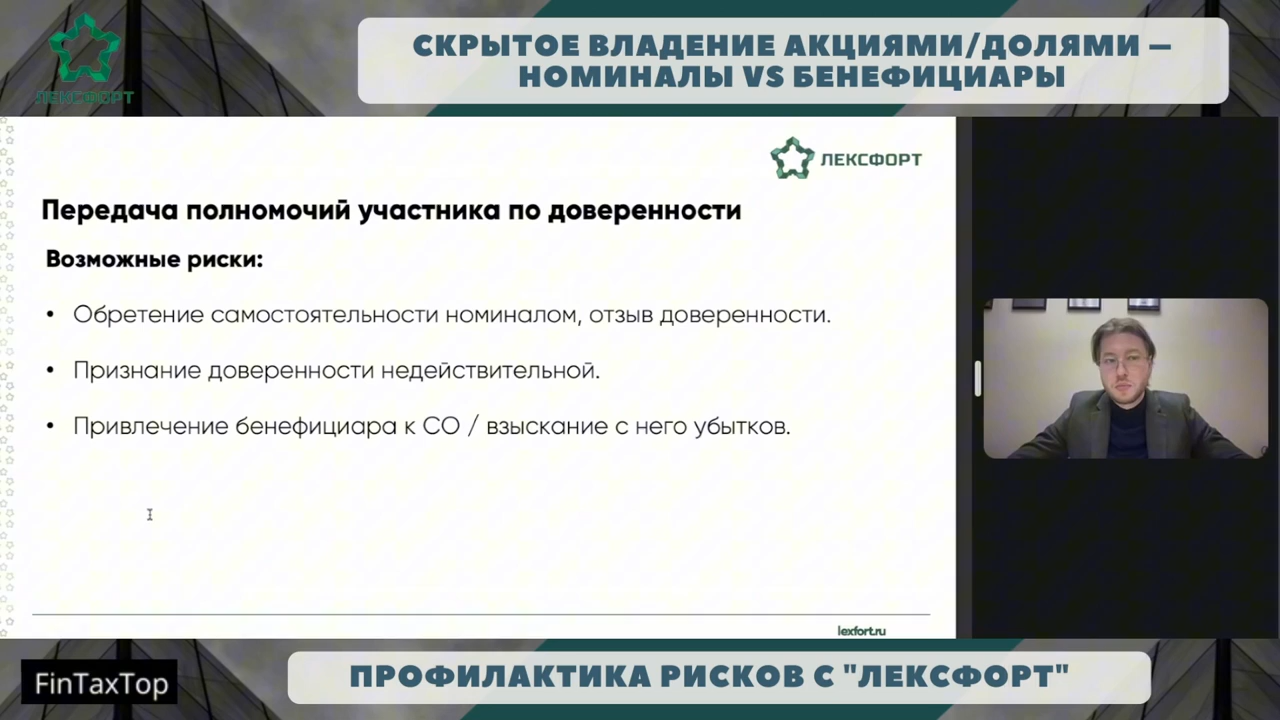 ЛЕКСФОРТ
СКРЫТОЕ ВЛАДЕНИЕ АКЦИЯМИ/ДОЛЯМИ –
НОМИНАЛЫ VS БЕНЕФИЦИАРЫ
ЛЕКСФОРТ
Передача полномочий участника по доверенности
Возможные риски:
• Обретение самостоятельности номиналом, отзыв доверенности.
• Признание доверенности недействительной.
• Привлечение бенефициара к СО / взыскание с него убытков.
lexfort.ru
FinTaxTop
ПРОФИЛАКТИКА РИСКОВ С "ЛЕКСФОРТ"